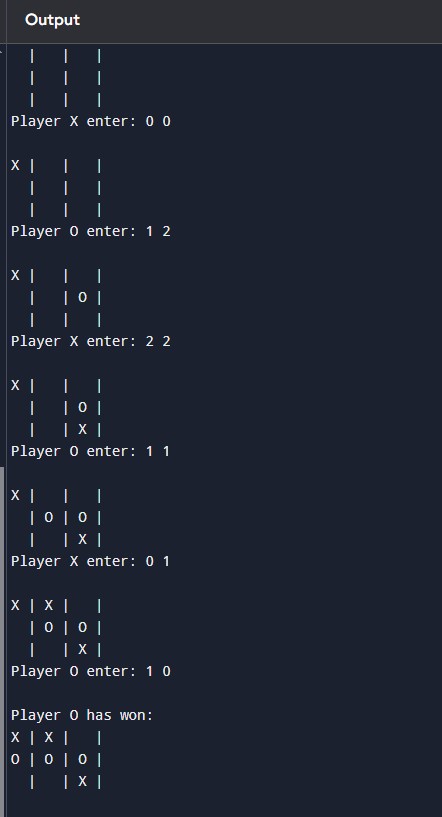 Output
  |   |   |
  |   |   |
  |   |   |
Player X enter: 0 0
X |   |   |
  |   |   |
  |   |   |
Player O enter: 1 2
X |   |   |
  |   | O |
  |   |   |
Player X enter: 2 2
X |   |   |
  |   | O |
  |   | X |
Player O enter: 1 1
X |   |   |
  | O | O |
  |   | X |
Player X enter: 0 1
X | X |   |
  | O | O |
  |   | X |
Player O enter: 1 0
Player O has won:
X | X |   |
O | O | O |
  |   | X |